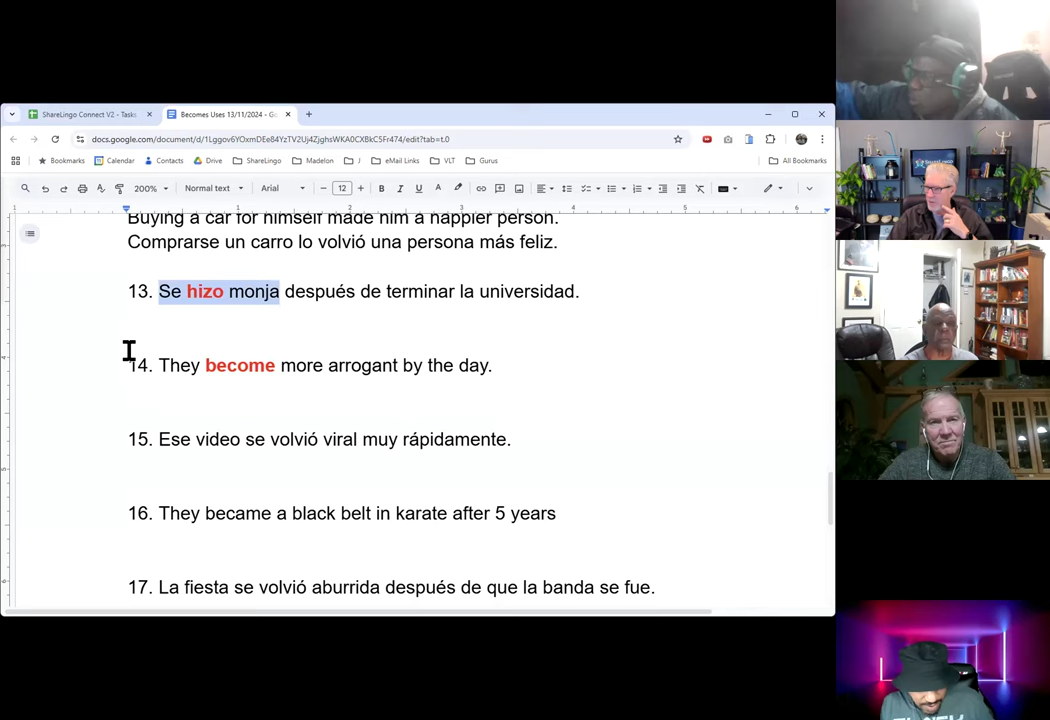 ShareLingo Connect V2 - Tasks
Becomes Uses 13/11/2024 - Go
docs.google.com/document/d/1Lggov6YOxmDEe84YzTV2Uj4ZjghsWKA0CXBkC5Fr474/edit?tab=t.0
Bookmarks Calendar Contacts Drive ShareLingo Madelon J eMail Links VLT Gurus All Bookmarks
200% Normal text Arial 12
Buying a car for himself made him a happier person.
Comprarse un carro lo volvió una persona más feliz.
13. Se hizo monja después de terminar la universidad.
14. They become more arrogant by the day.
15. Ese video se volvió viral muy rápidamente.
16. They became a black belt in karate after 5 years
17. La fiesta se volvió aburrida después de que la banda se fue.